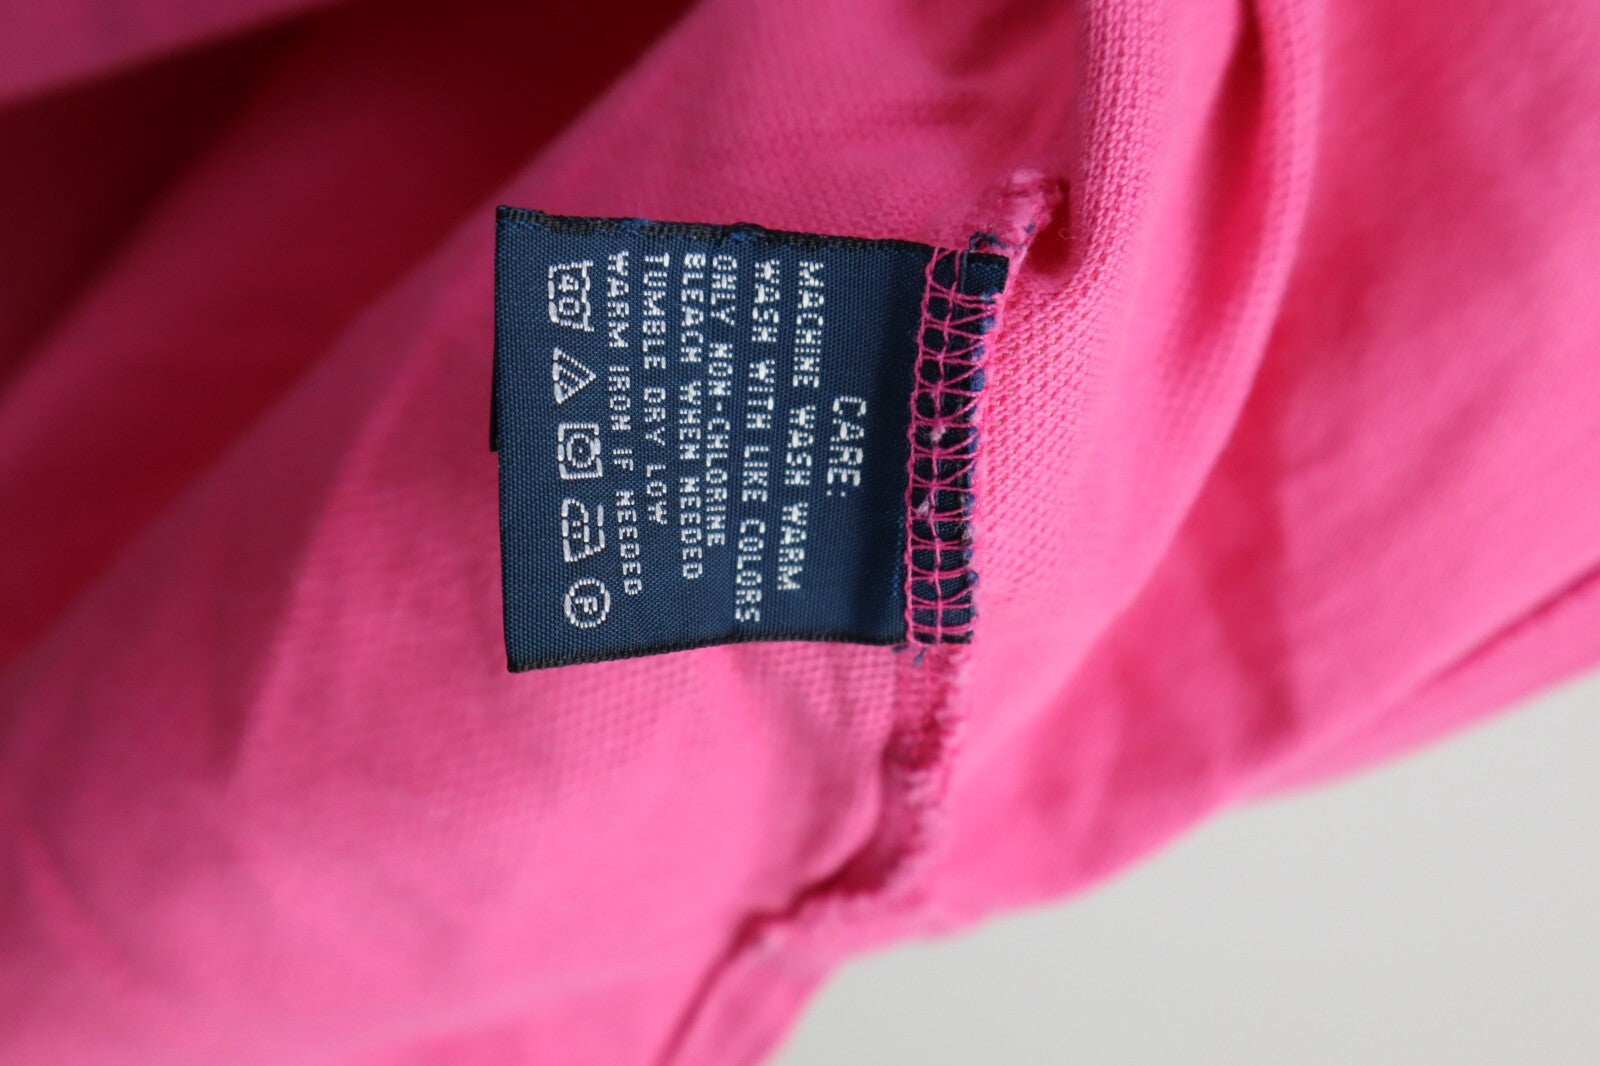 CARE:
MACHINE WASH WARM
WASH WITH LIKE COLORS
ONLY NON-CHLORINE
BLEACH WHEN NEEDED
TUMBLE DRY LOW
WARM IRON IF NEEDED
40 P